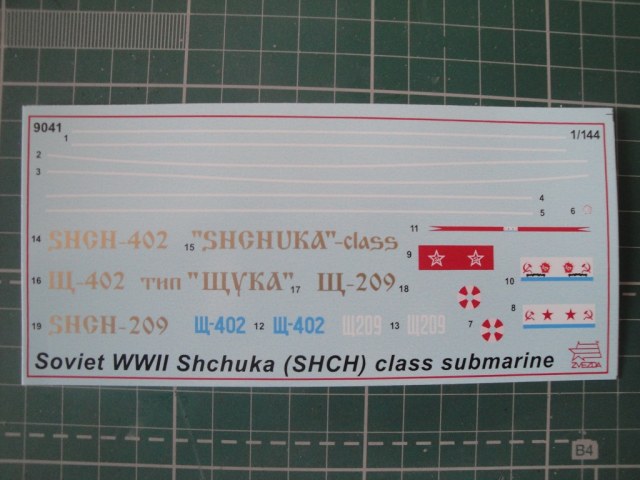 9041
1/144
1
2
3
4
5
6
14 SHCH-402 15 "SHCHUKA"-class
11
9
16 Щ-402 тип "ЩУКА" 17 Щ-209 18
10
8
19 SHCH-209 Щ-402 12 Щ-402 Щ209 13 Щ209 7
Soviet WWII Shchuka (SHCH) class submarine
ZVEZDA
B4